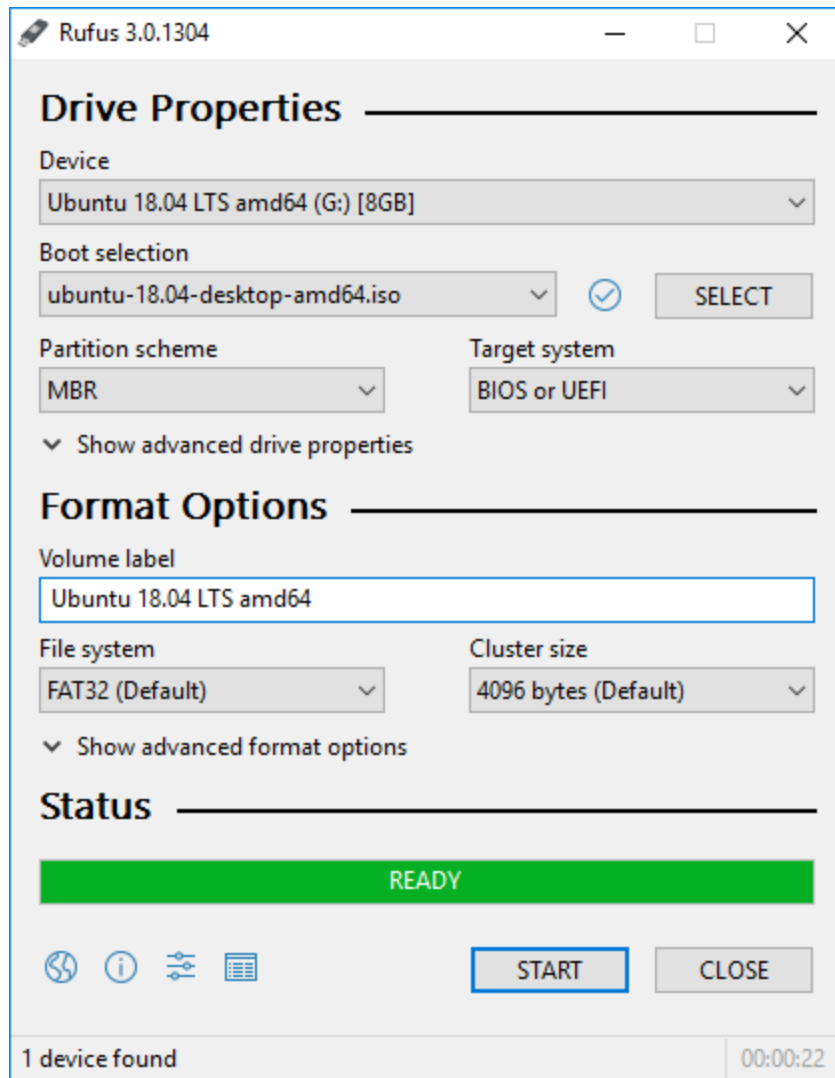 Rufus 3.0.1304
Drive Properties
Device
Ubuntu 18.04 LTS amd64 (G:) [8GB]
Boot selection
ubuntu-18.04-desktop-amd64.iso
SELECT
Partition scheme
Target system
MBR
BIOS or UEFI
Show advanced drive properties
Format Options
Volume label
Ubuntu 18.04 LTS amd64
File system
Cluster size
FAT32 (Default)
4096 bytes (Default)
Show advanced format options
Status
READY
START
CLOSE
1 device found
00:00:22